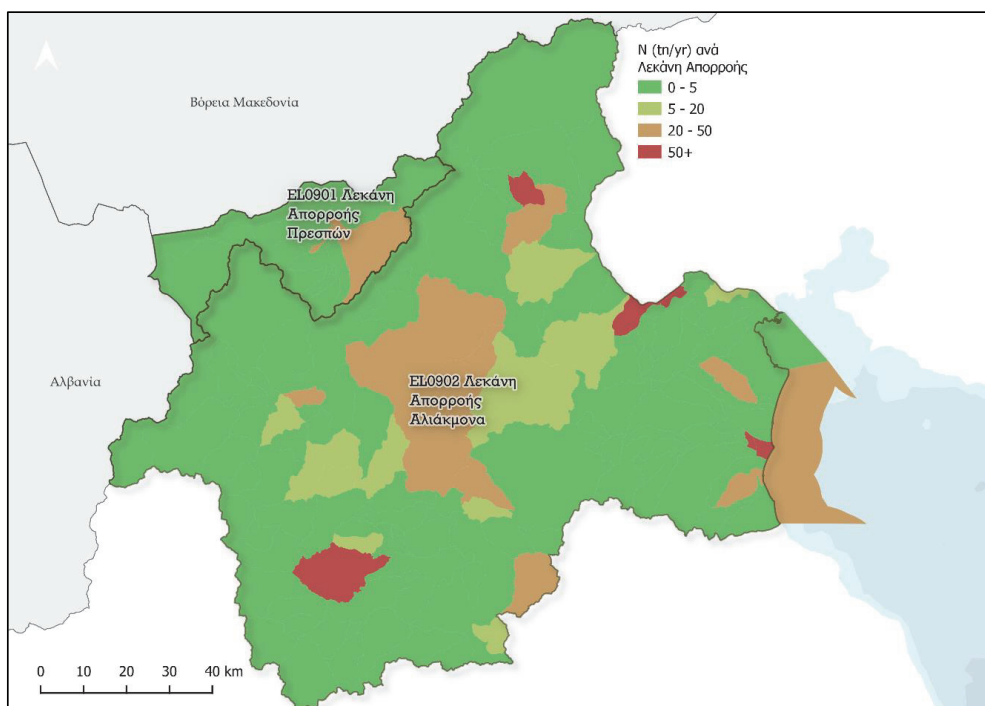 N (tn/yr) ανά
Λεκάνη Απορροής
0 - 5
5 - 20
20 - 50
50+
Βόρεια Μακεδονία
EL0901 Λεκάνη
Απορροής
Πρεσπών
Αλβανία
EL0902 Λεκάνη
Απορροής
Αλιάκμονα
0 10 20 30 40 km